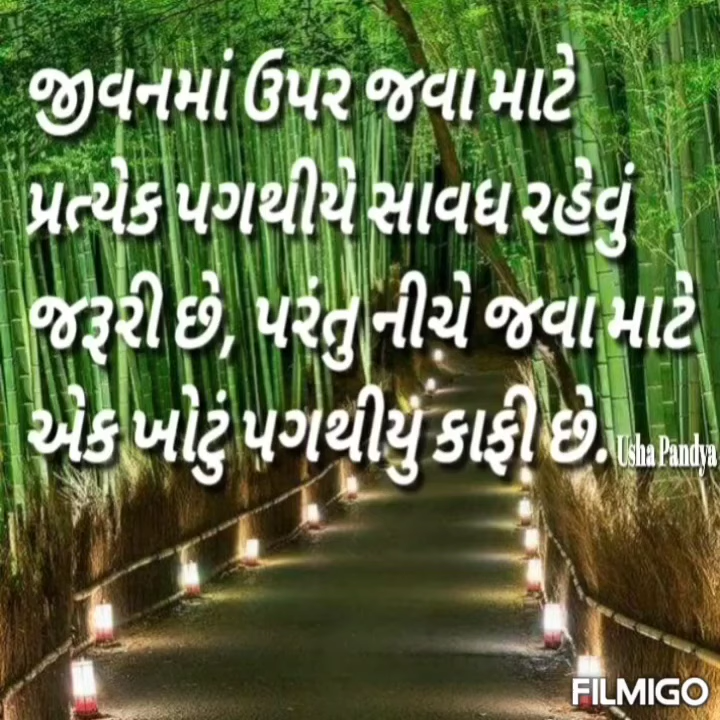 જીવનમાં ઉપર જવા માટે
પ્રત્યેક પગથીયે સાવધ રહેવું
જરૂરી છે, પરંતુ નીચે જવા માટે
એક ખોટું પગથીયુ કાફી છે.
Usha Pandya
FILMIGO